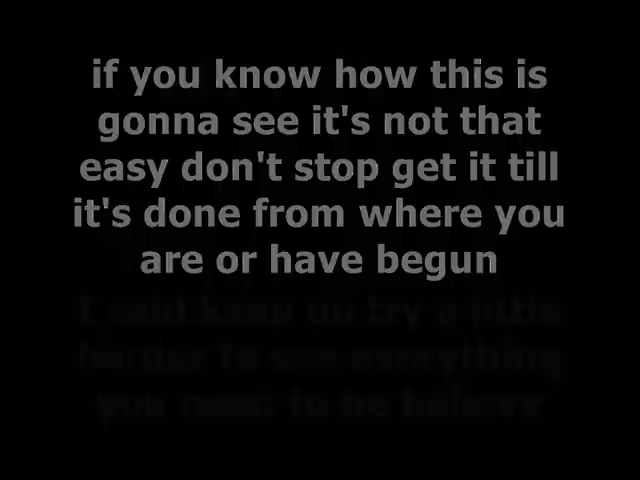 if you know how this is
gonna see it's not that
easy don't stop get it till
it's done from where you
are or have begun
I said keep up try a little
harder to see everything
you need to be believe